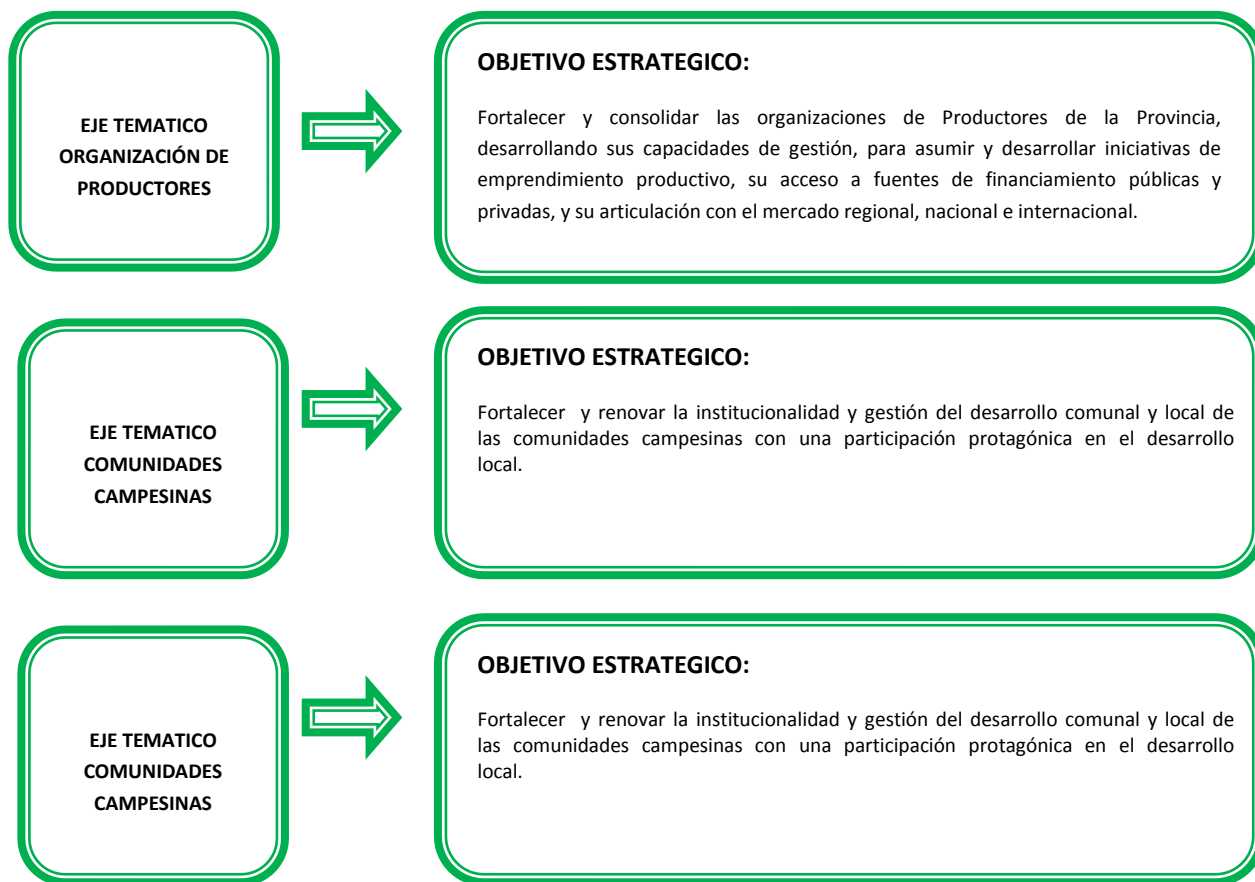 EJE TEMATICO
ORGANIZACIÓN DE
PRODUCTORES
OBJETIVO ESTRATEGICO:
Fortalecer y consolidar las organizaciones de Productores de la Provincia,
desarrollando sus capacidades de gestión, para asumir y desarrollar iniciativas de
emprendimiento productivo, su acceso a fuentes de financiamiento públicas y
privadas, y su articulación con el mercado regional, nacional e internacional.
EJE TEMATICO
COMUNIDADES
CAMPESINAS
OBJETIVO ESTRATEGICO:
Fortalecer y renovar la institucionalidad y gestión del desarrollo comunal y local de
las comunidades campesinas con una participación protagónica en el desarrollo
local.
EJE TEMATICO
COMUNIDADES
CAMPESINAS
OBJETIVO ESTRATEGICO:
Fortalecer y renovar la institucionalidad y gestión del desarrollo comunal y local de
las comunidades campesinas con una participación protagónica en el desarrollo
local.